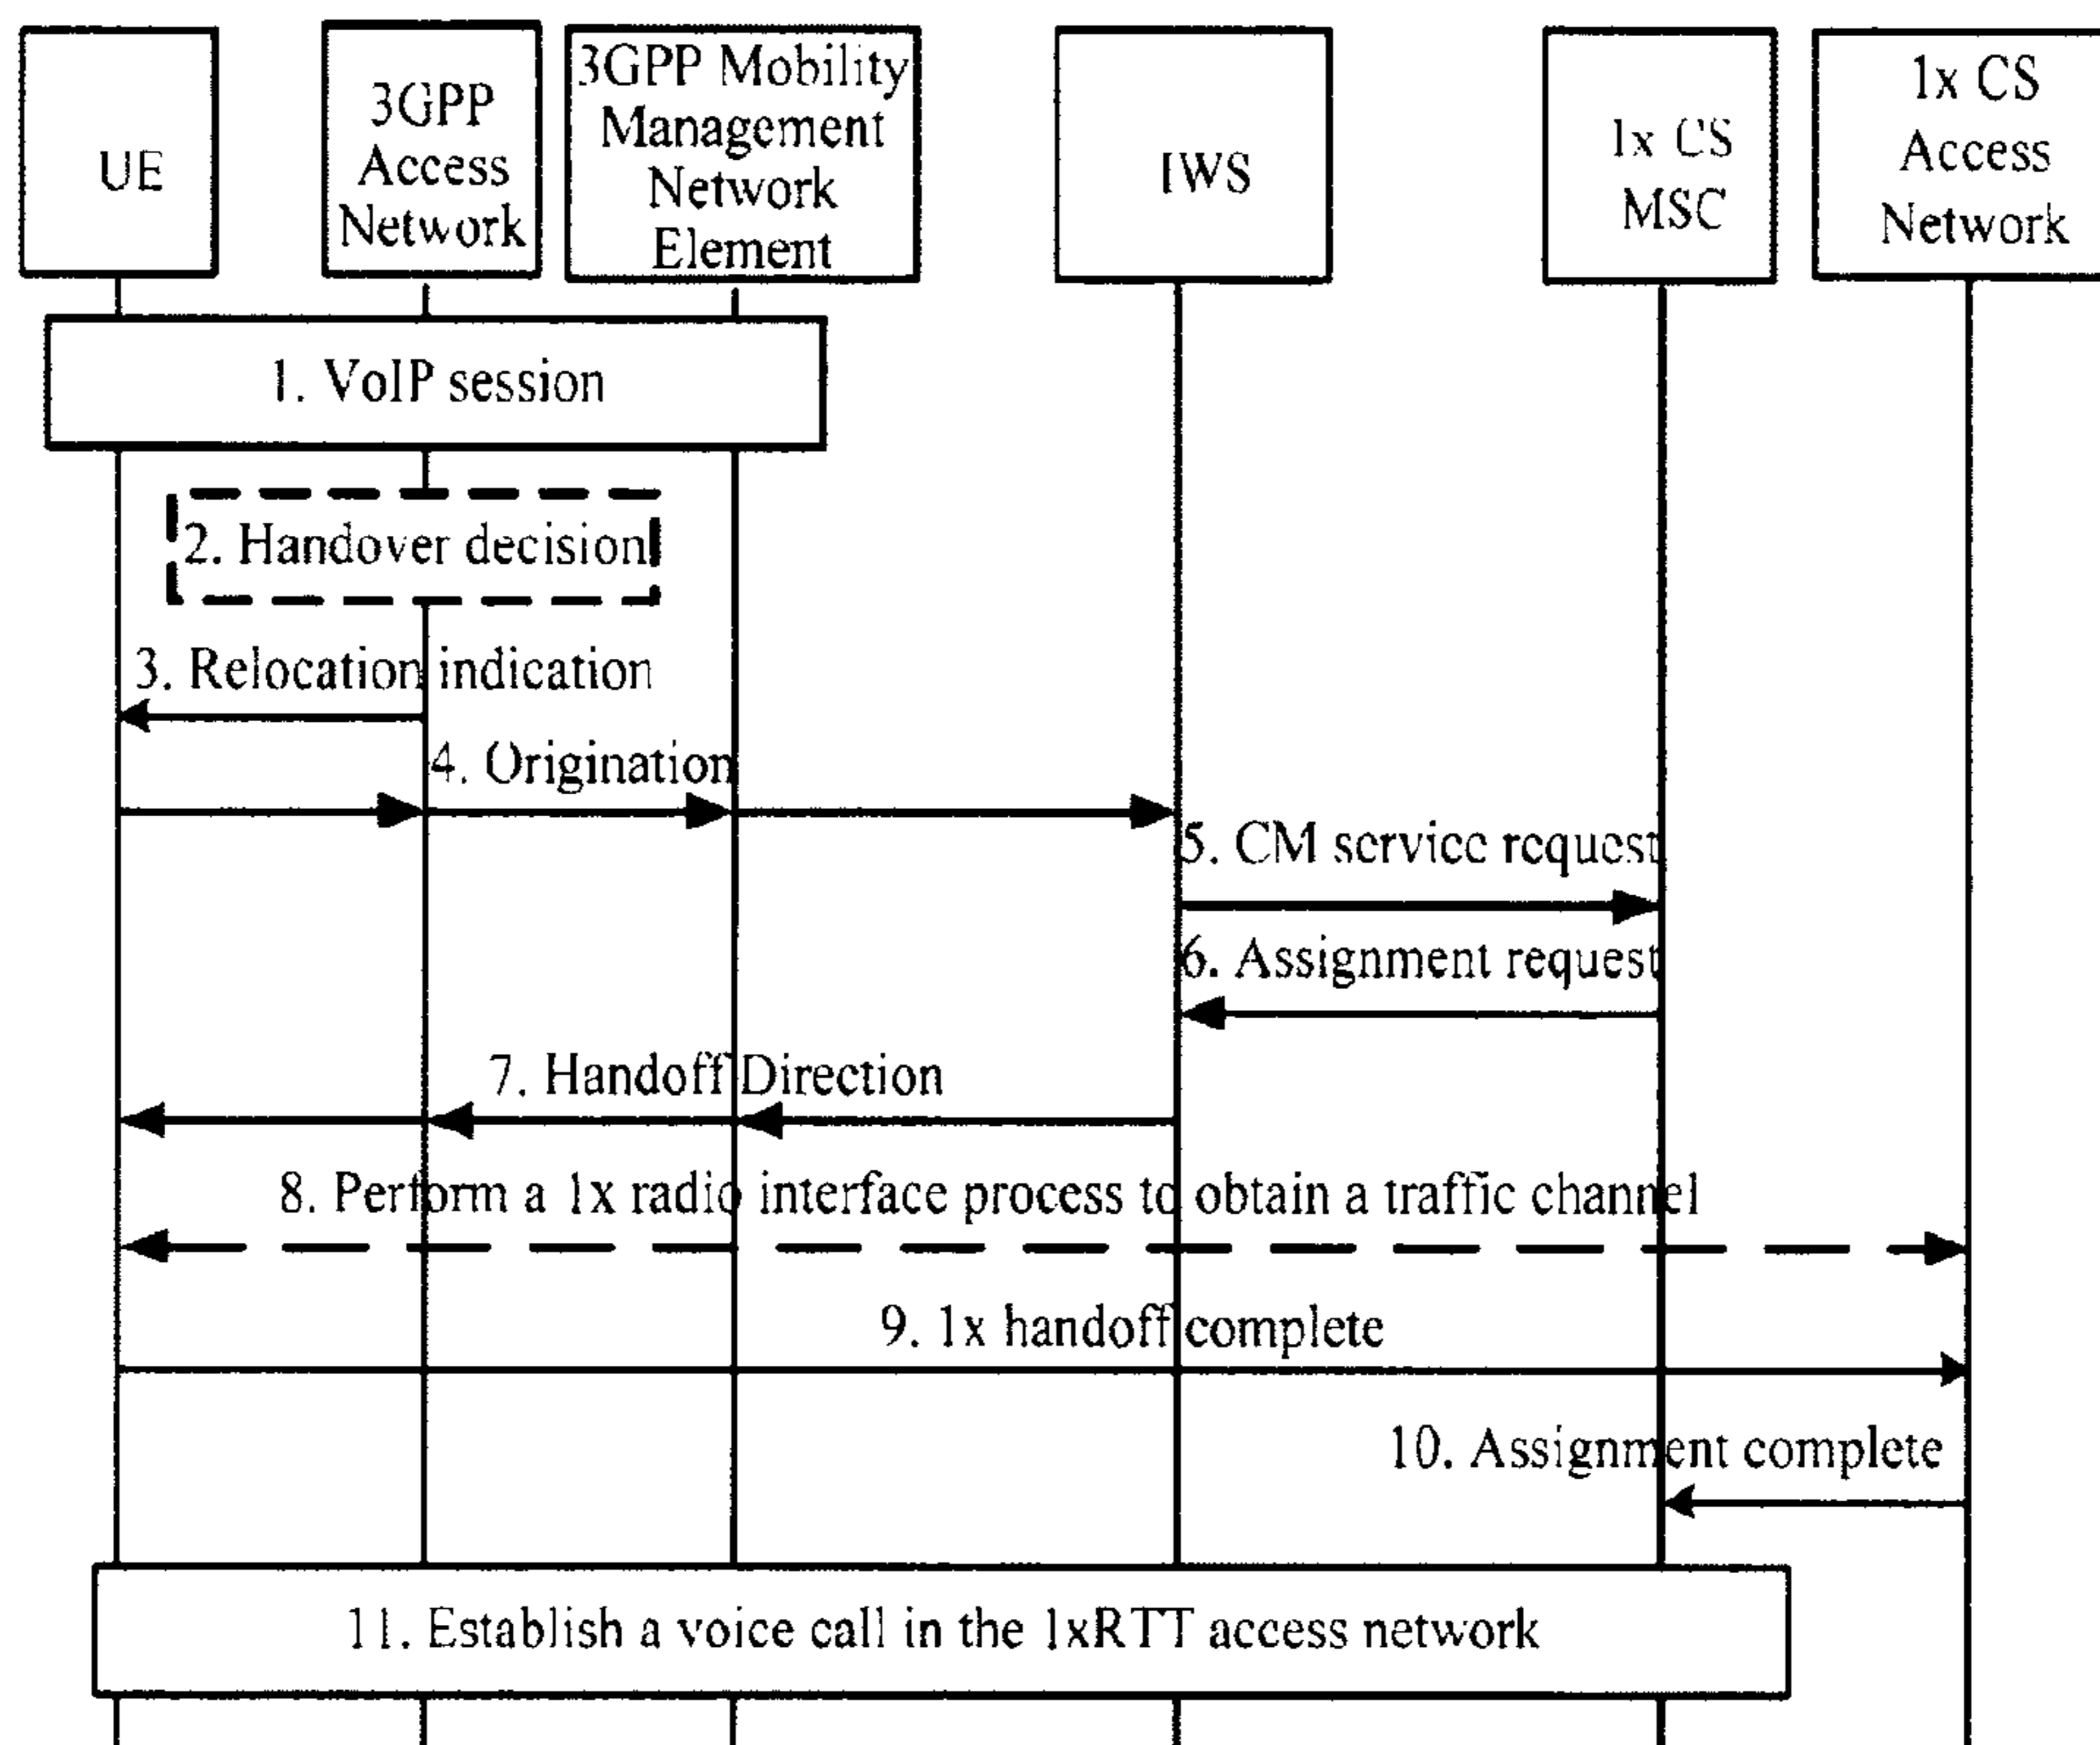 UE
3GPP
Access
Network
3GPP Mobility
Management
Network
Element
IWS
1x CS
MSC
1x CS
Access
Network
1. VoIP session
2. Handover decision
3. Relocation indication
4. Origination
5. CM service request
6. Assignment request
7. Handoff Direction
8. Perform a 1x radio interface process to obtain a traffic channel
9. 1x handoff complete
10. Assignment complete
11. Establish a voice call in the 1xRTT access network